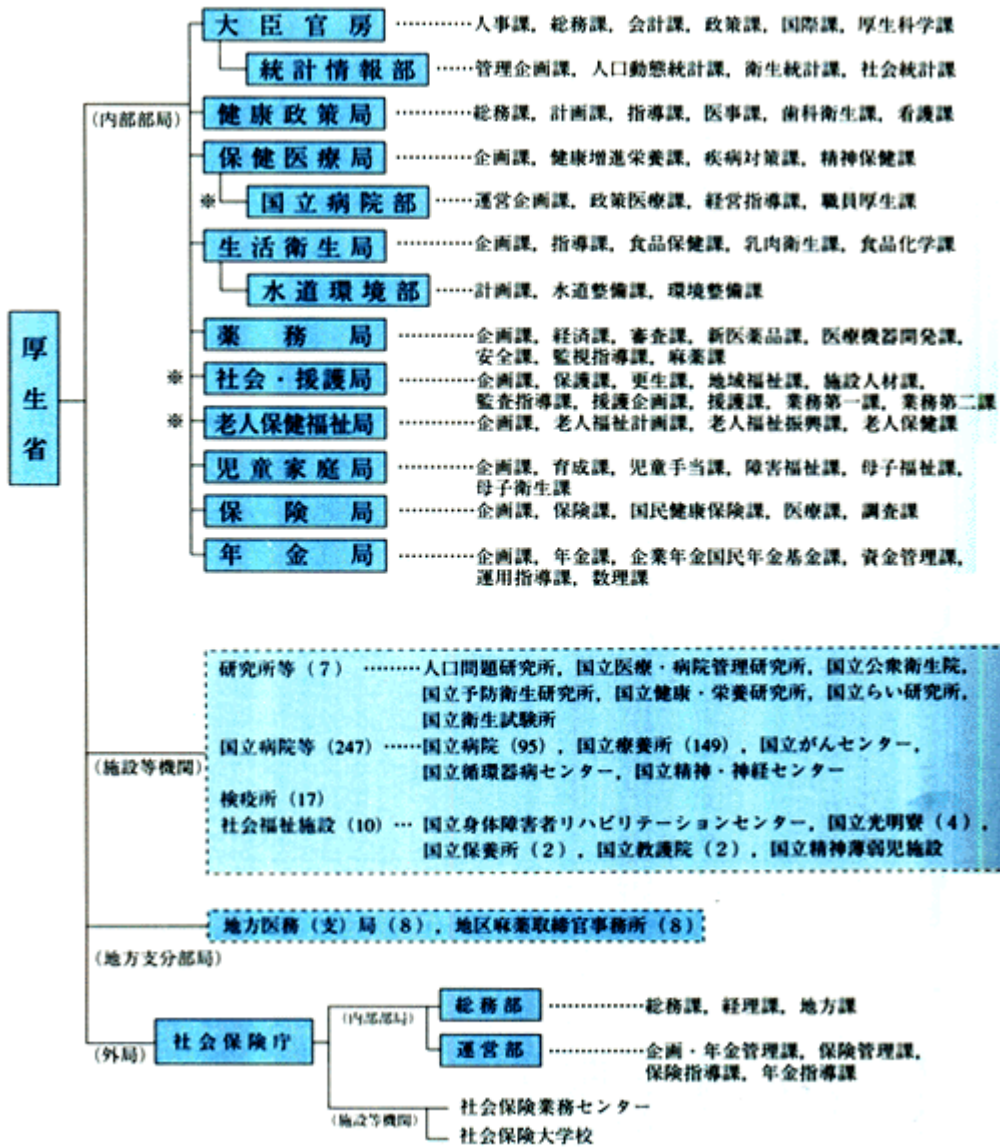 大臣官房 ………人事課，総務課，会計課，政策課，国際課，厚生科学課
統計情報部 ……管理企画課，人口動態統計課，衛生統計課，社会統計課
(内部部局)
健康政策局 ………総務課，計画課，指導課，医事課，歯科衛生課，看護課
保健医療局 ………企画課，健康増進栄養課，疾病対策課，精神保健課
※ 国立病院部 ……運営企画課，政策医療課，経営指導課，職員厚生課
生活衛生局 ………企画課，指導課，食品保健課，乳肉衛生課，食品化学課
水道環境部 ……計画課，水道整備課，環境整備課
厚生省
薬務局 ………企画課，経済課，審査課，新医薬品課，医療機器開発課，
安全課，監視指導課，麻薬課
※ 社会・援護局 ………企画課，保護課，更生課，地域福祉課，施設人材課，
監査指導課，援護企画課，援護課，業務第一課，業務第二課
※ 老人保健福祉局 ………企画課，老人福祉計画課，老人福祉振興課，老人保健課
児童家庭局 ………企画課，育成課，児童手当課，障害福祉課，母子福祉課，
母子衛生課
保険局 ………企画課，保険課，国民健康保険課，医療課，調査課
年金局 ………企画課，年金課，企業年金国民年金基金課，資金管理課，
運用指導課，数理課
研究所等（7） ………人口問題研究所，国立医療・病院管理研究所，国立公衆衛生院，
国立予防衛生研究所，国立健康・栄養研究所，国立らい研究所，
国立衛生試験所
国立病院等（247） ……国立病院（95），国立療養所（149），国立がんセンター，
(施設等機関)
国立循環器病センター，国立精神・神経センター
検疫所（17）
社会福祉施設（10） … 国立身体障害者リハビリテーションセンター，国立光明寮（4），
国立保養所（2），国立教護院（2），国立精神薄弱児施設
地方医務（支）局（8），地区麻薬取締官事務所（8）
(地方支分部局)
総務部 …………総務課，経理課，地方課
(内部部局)
(外局) 社会保険庁
運営部 …………企画・年金管理課，保険管理課，
保険指導課，年金指導課
社会保険業務センター
(施設等機関)
社会保険大学校